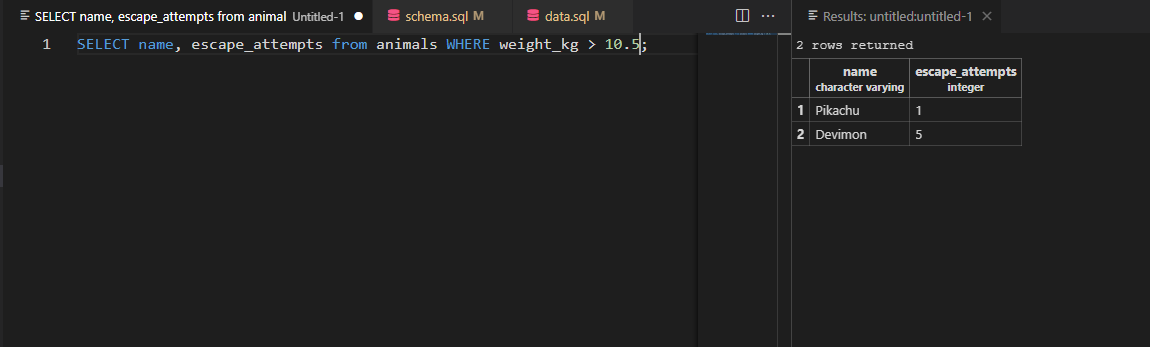 SELECT name, escape_attempts from animal Untitled-1
schema.sql M
data.sql M
1 SELECT name, escape_attempts from animals WHERE weight_kg > 10.5;
Results: untitled:untitled-1
2 rows returned
name escape_attempts
character varying integer
1 Pikachu 1
2 Devimon 5